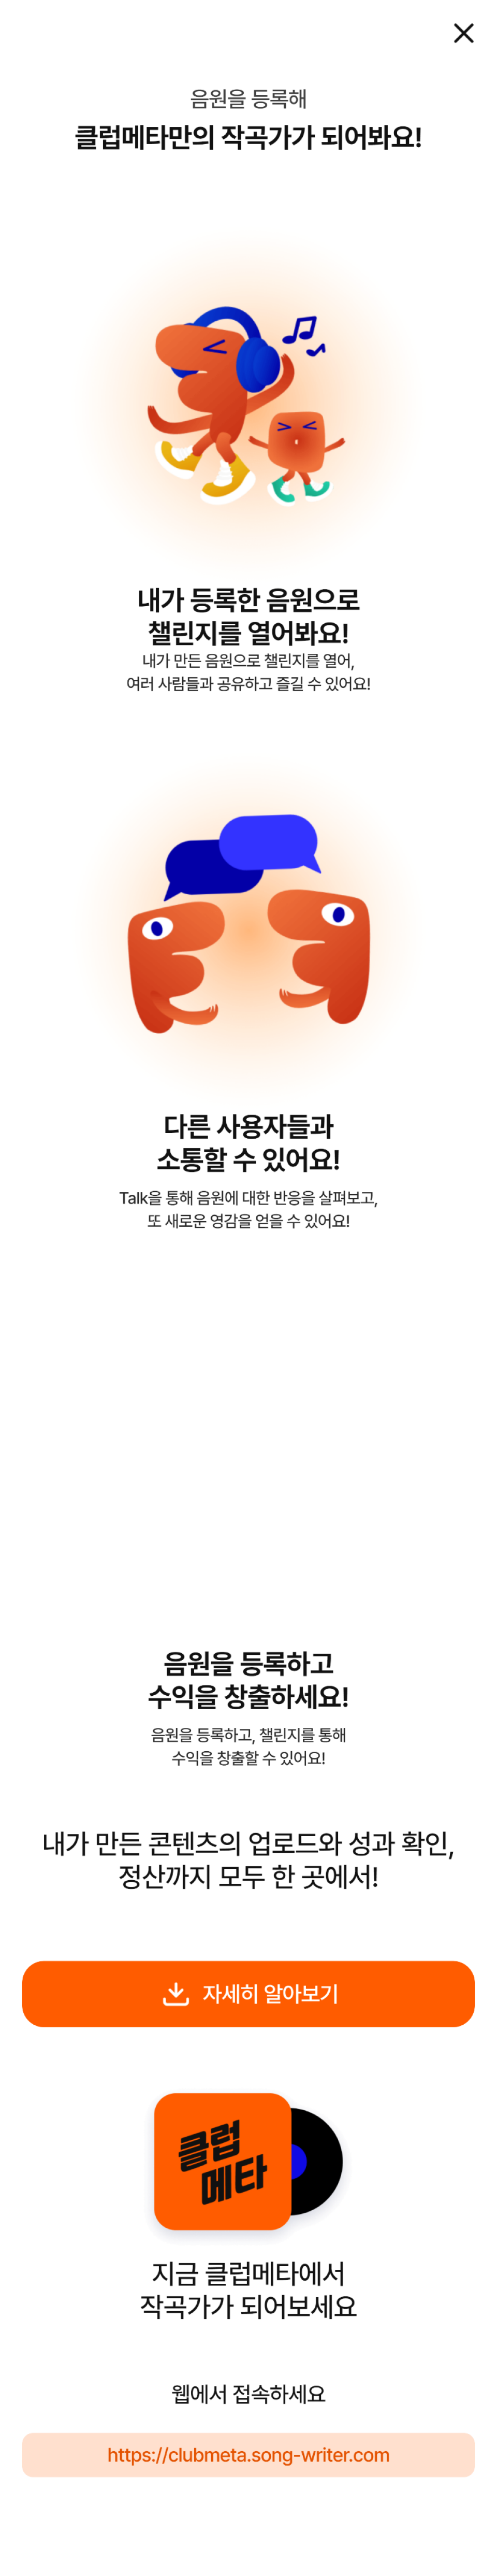 음원을 등록해
클럽메타만의 작곡가가 되어봐요!
내가 등록한 음원으로
챌린지를 열어봐요!
내가 만든 음원으로 챌린지를 열어,
여러 사람들과 공유하고 즐길 수 있어요!
다른 사용자들과
소통할 수 있어요!
Talk을 통해 음원에 대한 반응을 살펴보고,
또 새로운 영감을 얻을 수 있어요!
음원을 등록하고
수익을 창출하세요!
음원을 등록하고, 챌린지를 통해
수익을 창출할 수 있어요!
내가 만든 콘텐츠의 업로드와 성과 확인,
정산까지 모두 한 곳에서!
자세히 알아보기
클럽
메타
지금 클럽메타에서
작곡가가 되어보세요
웹에서 접속하세요
https://clubmeta.song-writer.com